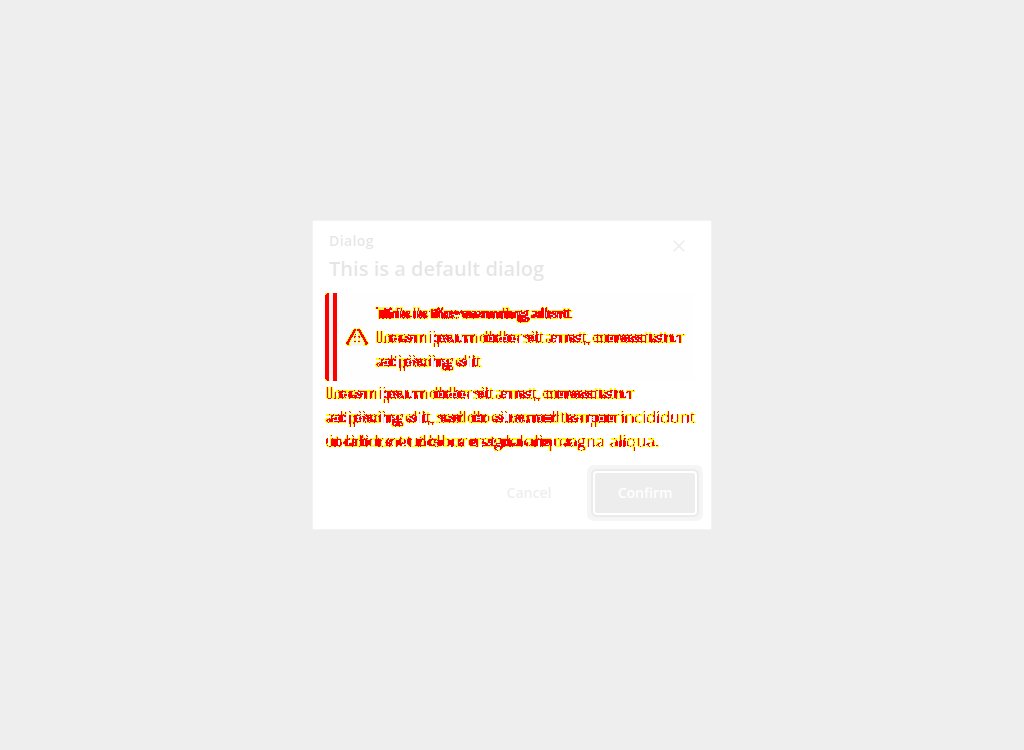 Dialog
This is a default dialog
This is the warning alert
Lorem ipsum dolor sit amet, consectetur
adipiscing elit
Lorem ipsum dolor sit amet, consectetur
adipiscing elit, sed do eiusmod tempor incididunt
ut labore et dolore magna aliqua.
Cancel
Confirm